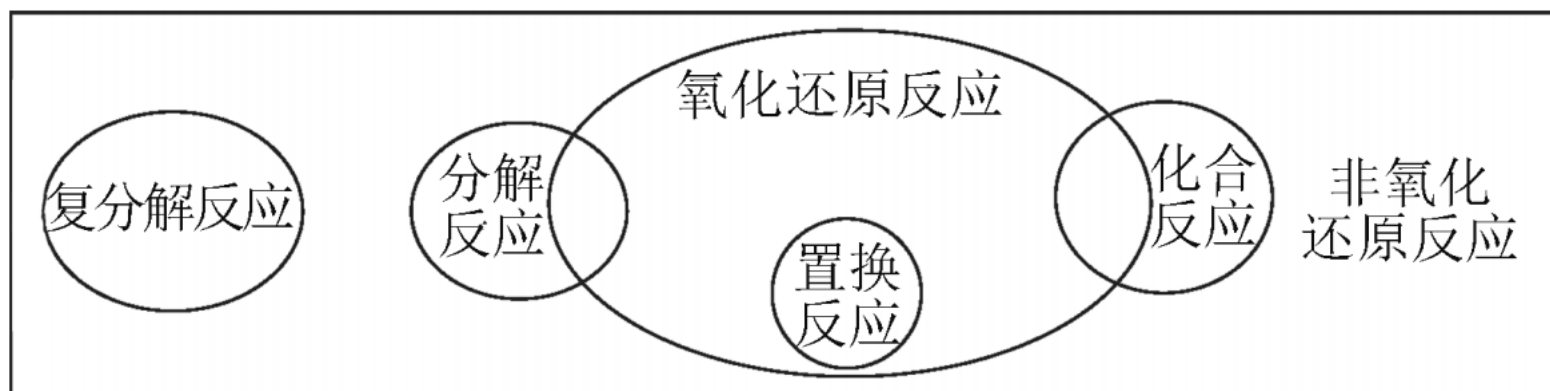 氧化还原反应
复分解反应
分解
反应
置换
反应
化合
反应
非氧化
还原反应